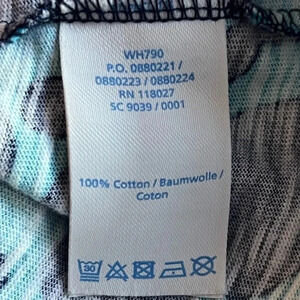 WH790
P.O. 0880221 /
0880223 / 0880224
RN 118027
SC 9039 / 0001
100% Cotton / Baumwolle /
Coton
30